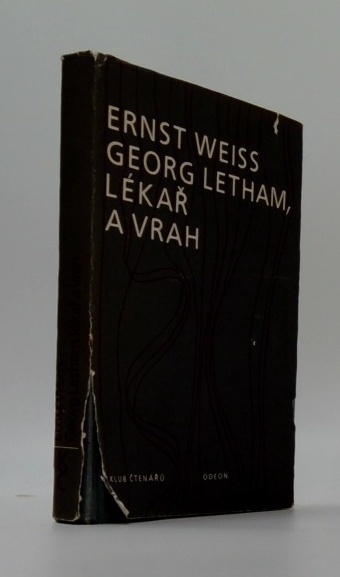 ERNST WEISS
GEORG LETHAM,
LÉKAŘ
A VRAH
KLUB ČTENÁŘŮ ODEON